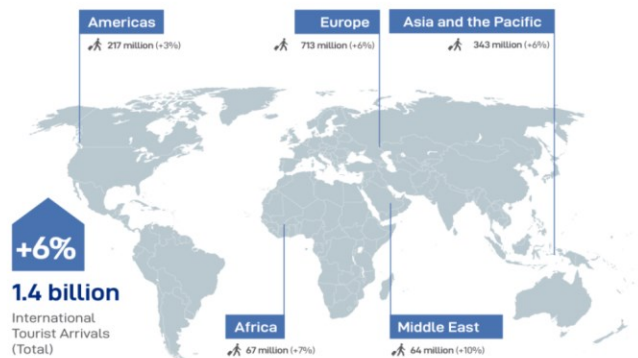 Americas
217 million (+3%)
Europe
713 million (+6%)
Asia and the Pacific
343 million (+6%)
+6%
1.4 billion
International
Tourist Arrivals
(Total)
Africa
67 million (+7%)
Middle East
64 million (+10%)